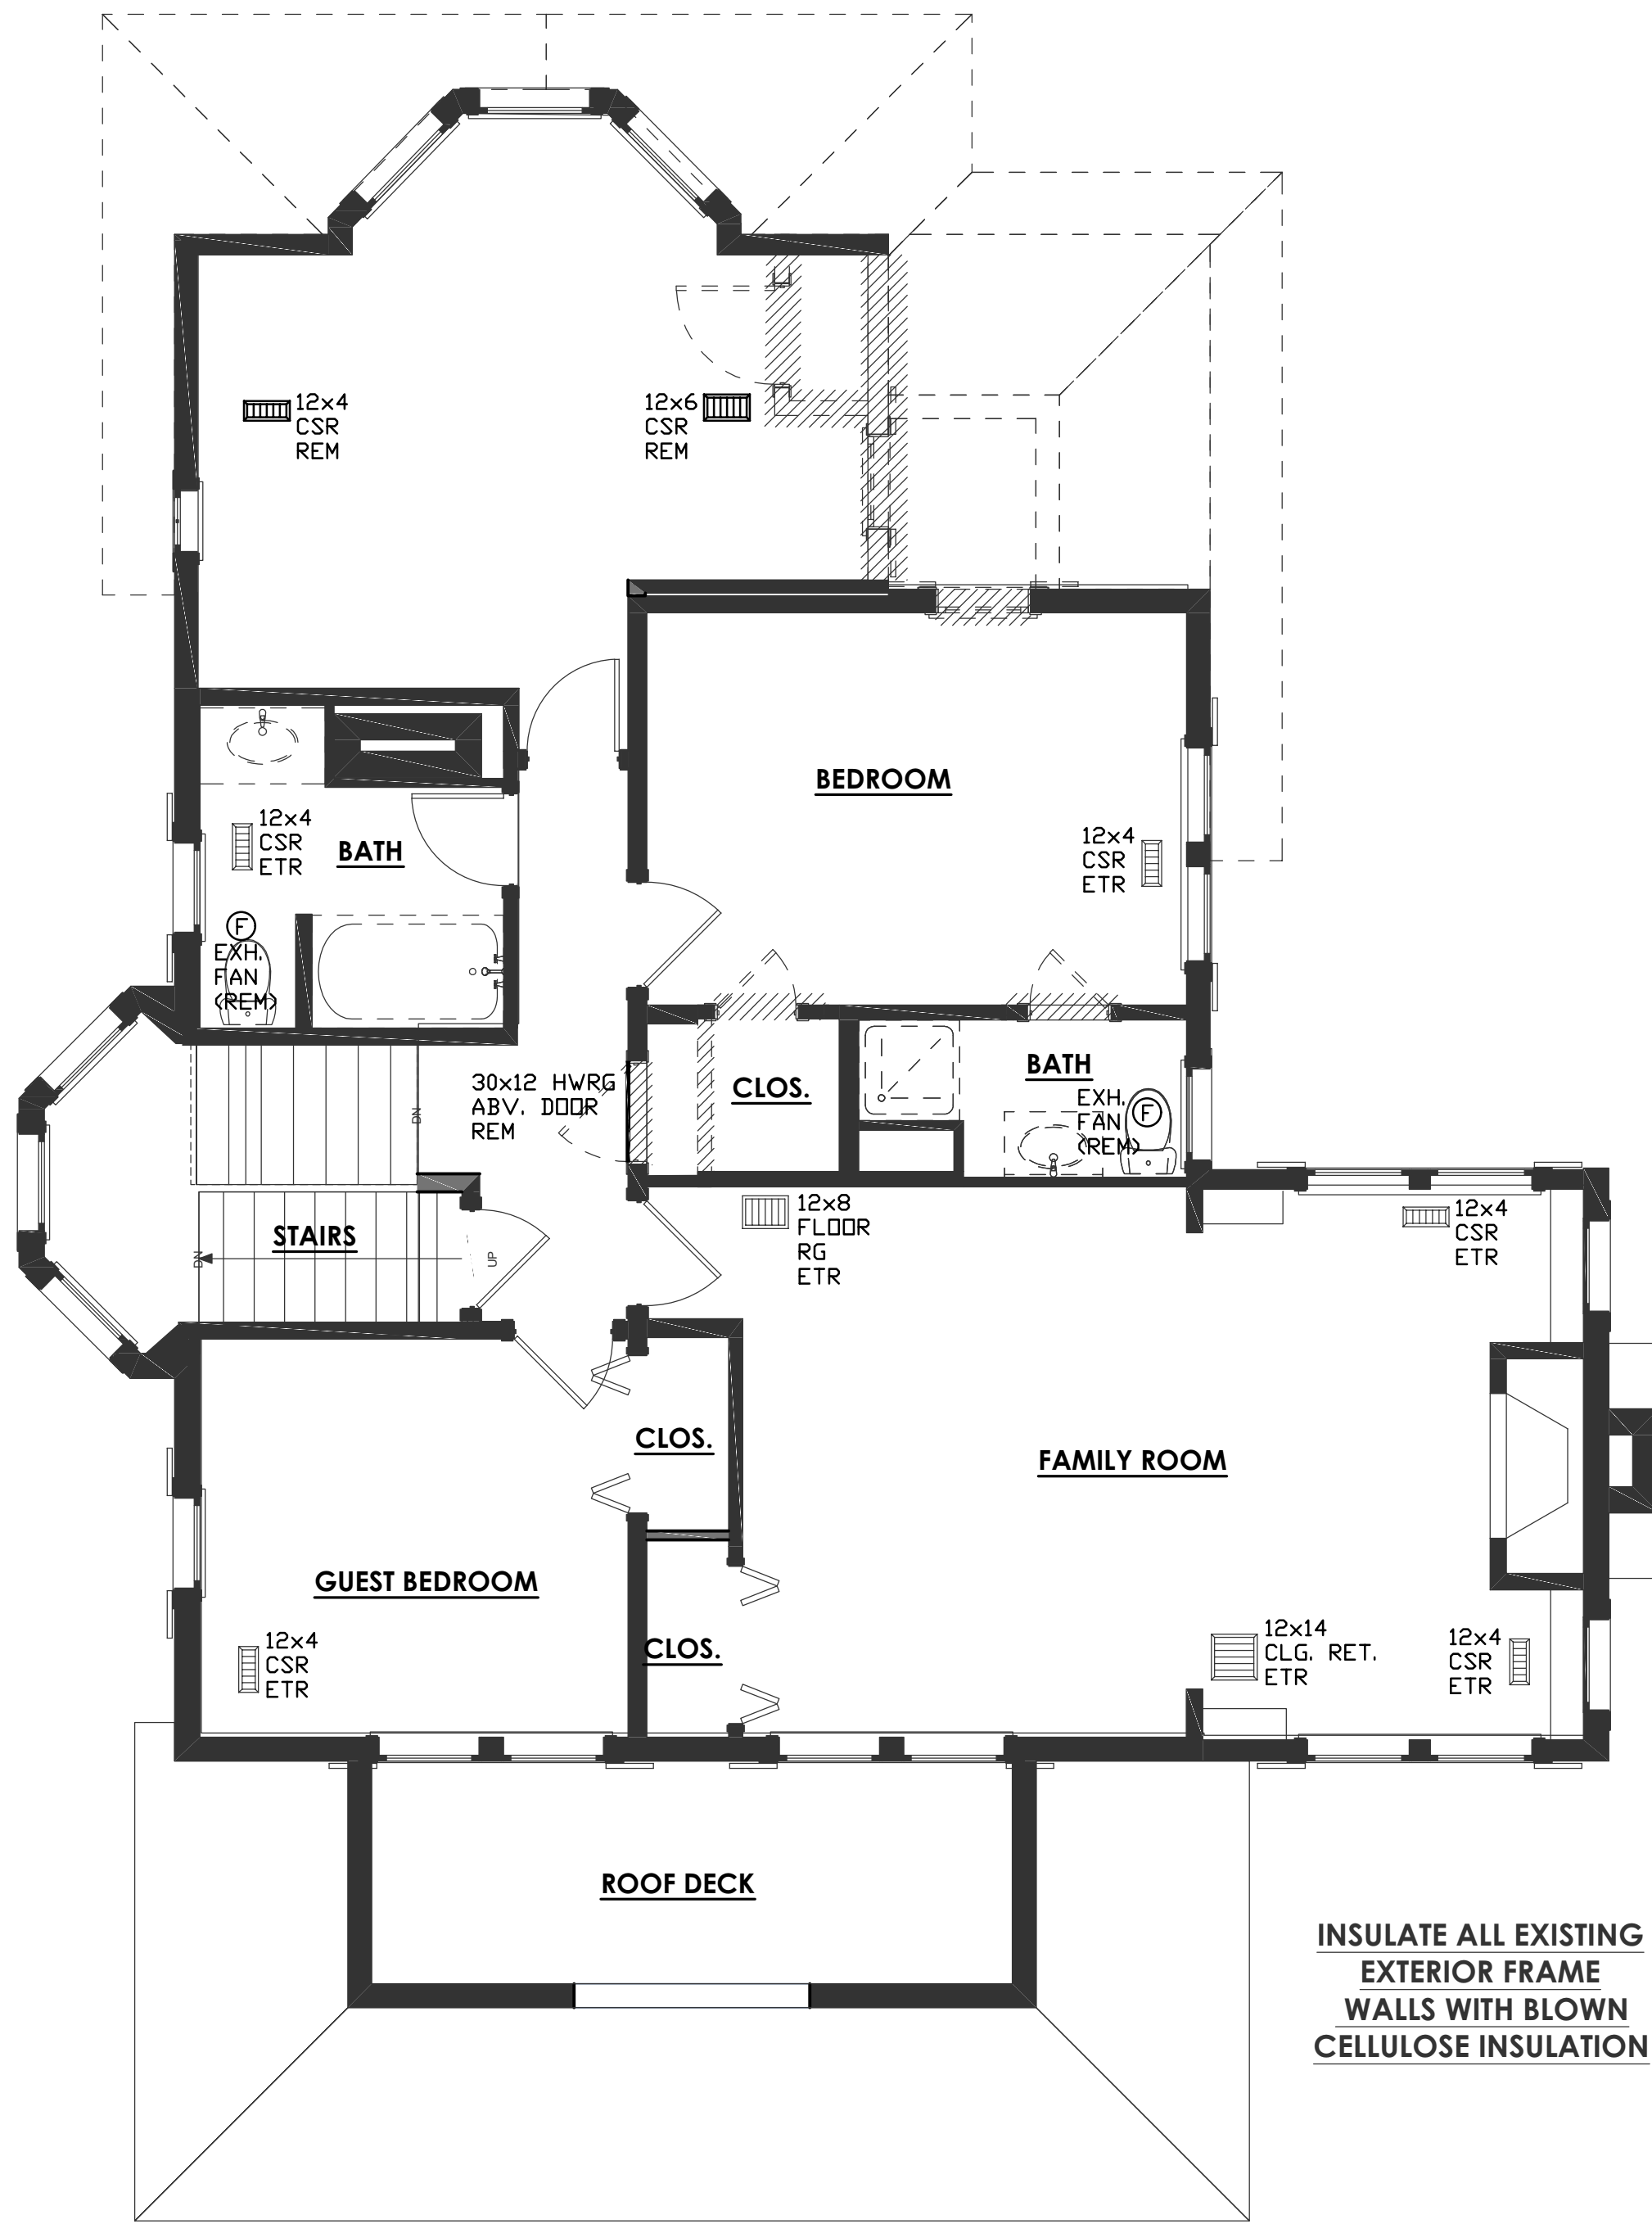 12x4
CSR
REM
12x6
CSR
REM
BEDROOM
12x4
CSR
ETR
BATH
12x4
CSR
ETR
F
EXH.
FAN
(REM)
30x12 HWRG
ABV. DOOR
REM
DN
CLOS.
BATH
EXH.
FAN
(REM)
F
STAIRS
DN
UP
12x8
FLOOR
RG
ETR
12x4
CSR
ETR
CLOS.
FAMILY ROOM
GUEST BEDROOM
12x4
CSR
ETR
CLOS.
12x14
CLG. RET.
ETR
12x4
CSR
ETR
ROOF DECK
INSULATE ALL EXISTING
EXTERIOR FRAME
WALLS WITH BLOWN
CELLULOSE INSULATION